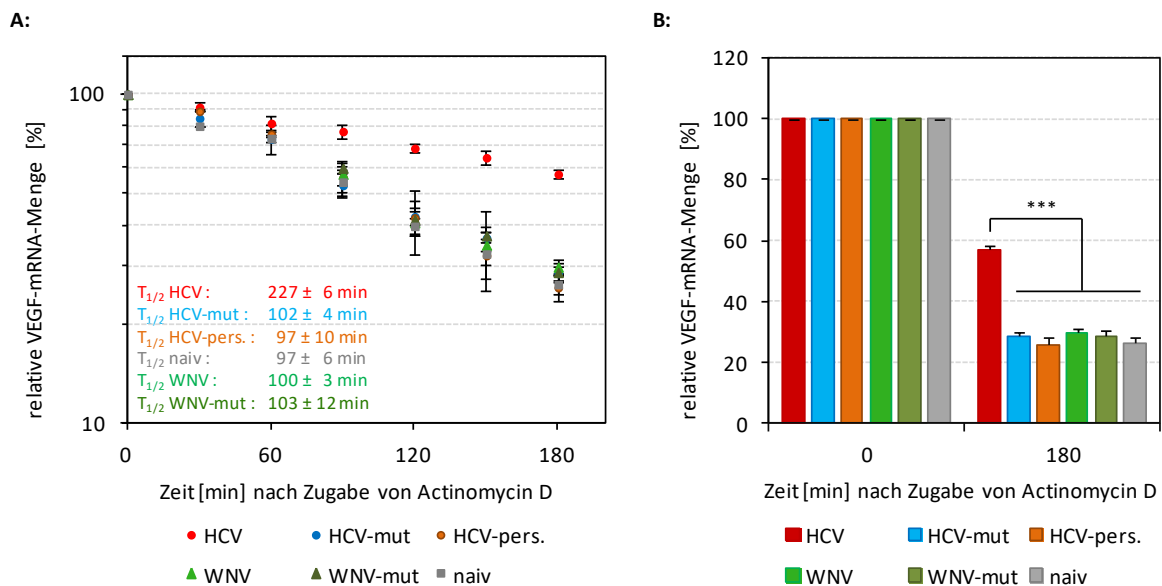 A:
relative VEGF-mRNA-Menge [%]
100
10
T1/2 HCV : 227 ± 6 min
T1/2 HCV-mut : 102 ± 4 min
T1/2 HCV-pers. : 97 ± 10 min
T1/2 naiv : 97 ± 6 min
T1/2 WNV : 100 ± 3 min
T1/2 WNV-mut : 103 ± 12 min
0 60 120 180
Zeit [min] nach Zugabe von Actinomycin D
HCV HCV-mut HCV-pers.
WNV WNV-mut naiv
B:
relative VEGF-mRNA-Menge [%]
120
100
80
60
40
20
0
***
0 180
Zeit [min] nach Zugabe von Actinomycin D
HCV HCV-mut HCV-pers.
WNV WNV-mut naiv